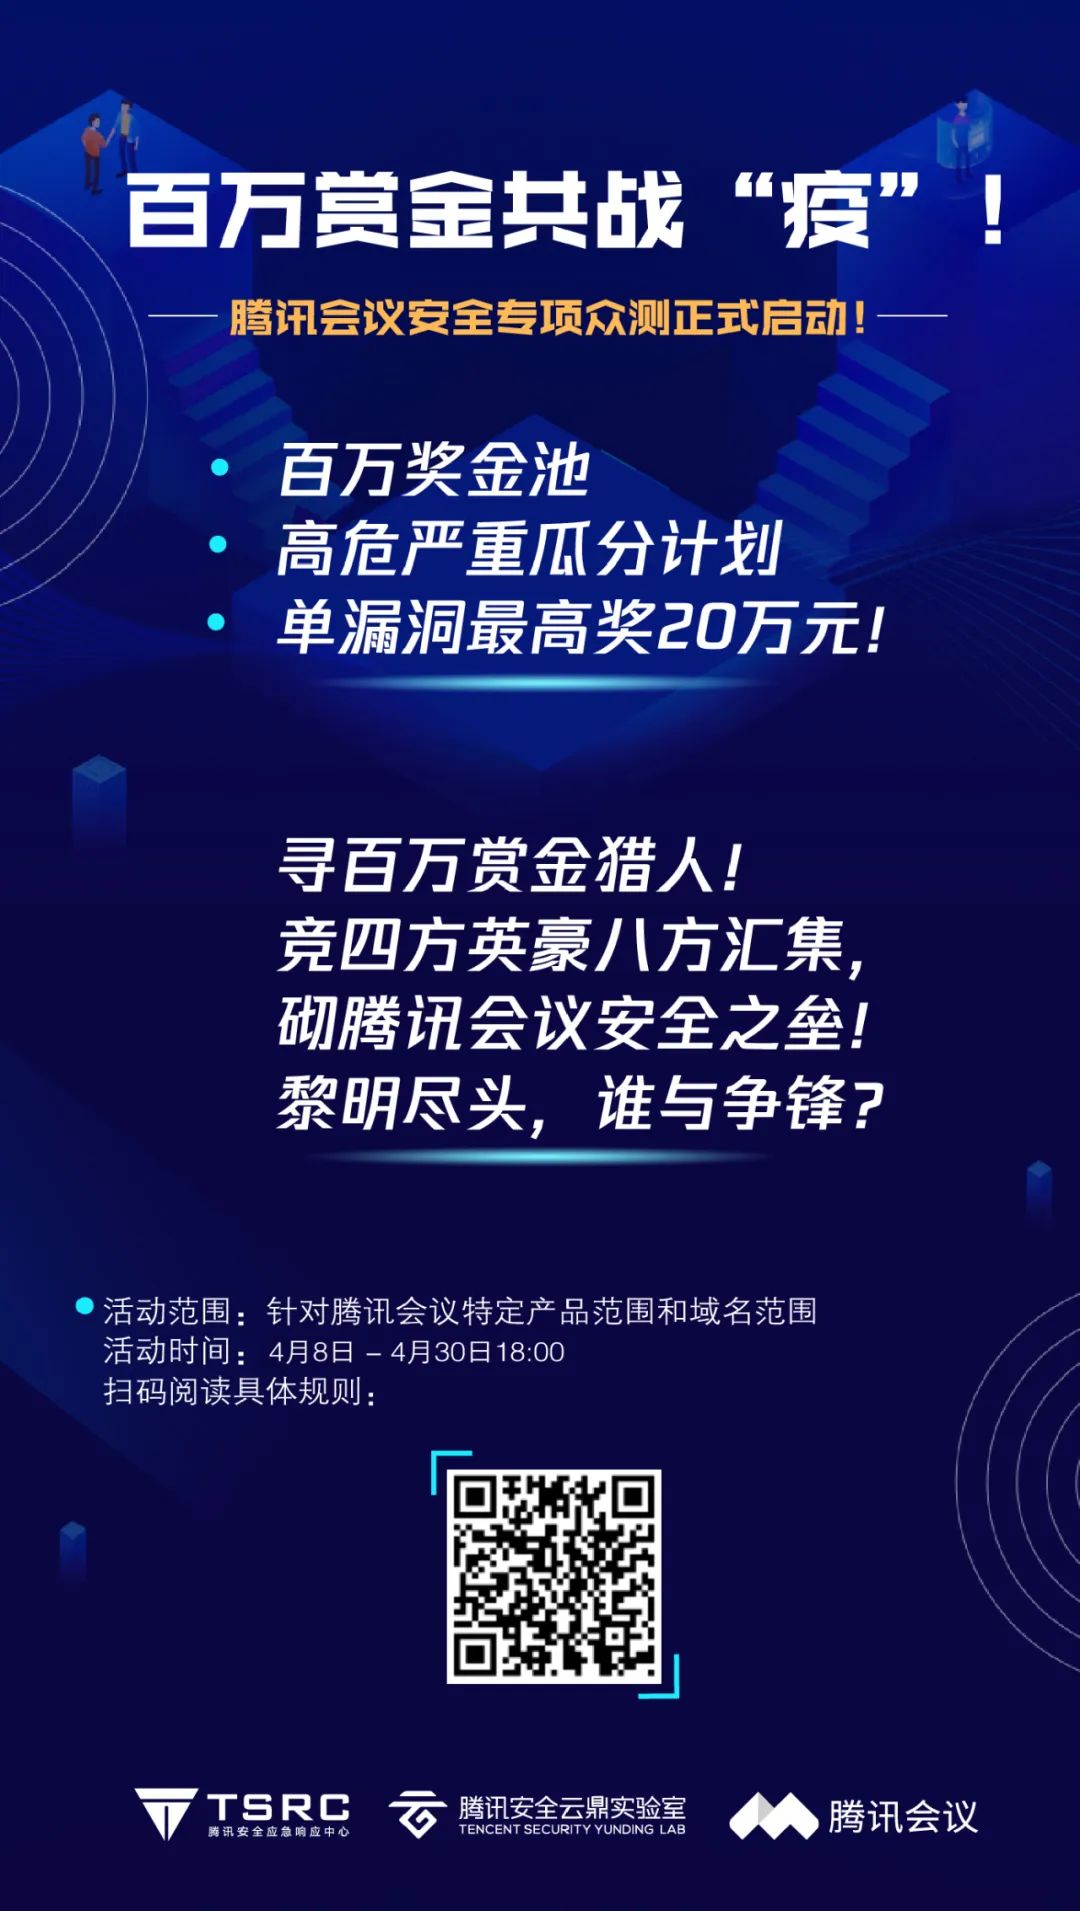 百万赏金共战“疫”！
腾讯会议安全专项众测正式启动！
百万奖金池
高危严重瓜分计划
单漏洞最高奖20万元！
寻百万赏金猎人！
竞四方英豪八方汇集，
砌腾讯会议安全之垒！
黎明尽头，谁与争锋？
活动范围：针对腾讯会议特定产品范围和域名范围
活动时间：4月8日 – 4月30日18:00
扫码阅读具体规则：
TSRC
腾讯安全应急响应中心
腾讯安全云鼎实验室
TENCENT SECURITY YUNDING LAB
腾讯会议